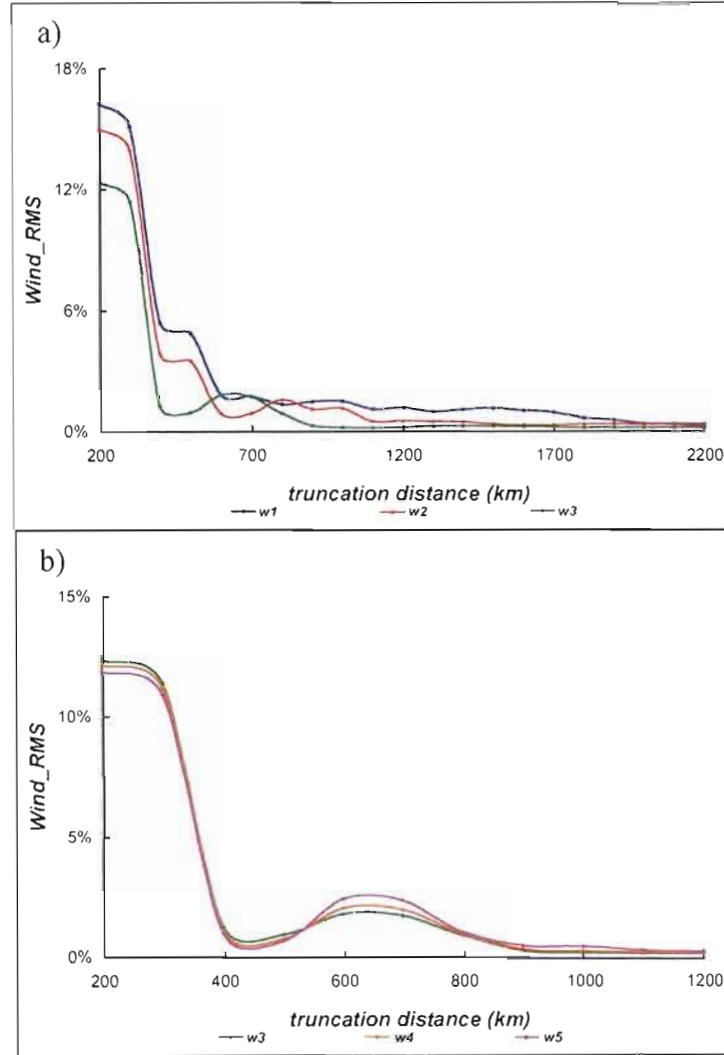 a)
18%
12%
6%
0%
Wind_RMS
200 700 1200 1700 2200
truncation distance (km)
w1 w2 w3
b)
15%
10%
5%
0%
Wind_RMS
200 400 600 800 1000 1200
truncation distance (km)
w3 w4 w5